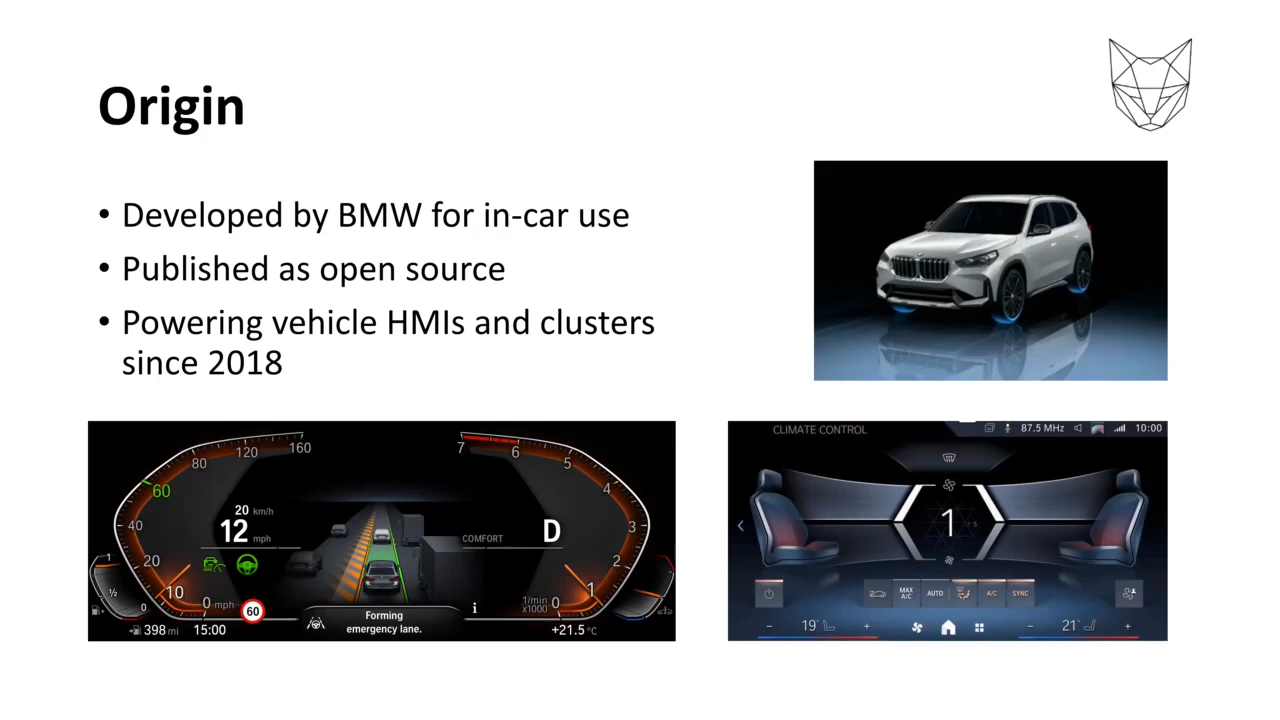 Origin
• Developed by BMW for in-car use
• Published as open source
• Powering vehicle HMIs and clusters
since 2018
160
120
80
60
40
20
10
0 mph
20 km/h
12 mph
1
½
0
60
398 mi
15:00
Forming
emergency lane.
i
COMFORT
D
7
6
5
4
3
2
1
0
1/min
x1000
+21.5 °C
CLIMATE CONTROL
87.5 MHz
10:00
1 / 5
MAX
A/C
AUTO
A/C
SYNC
− 19° +
− 21° +